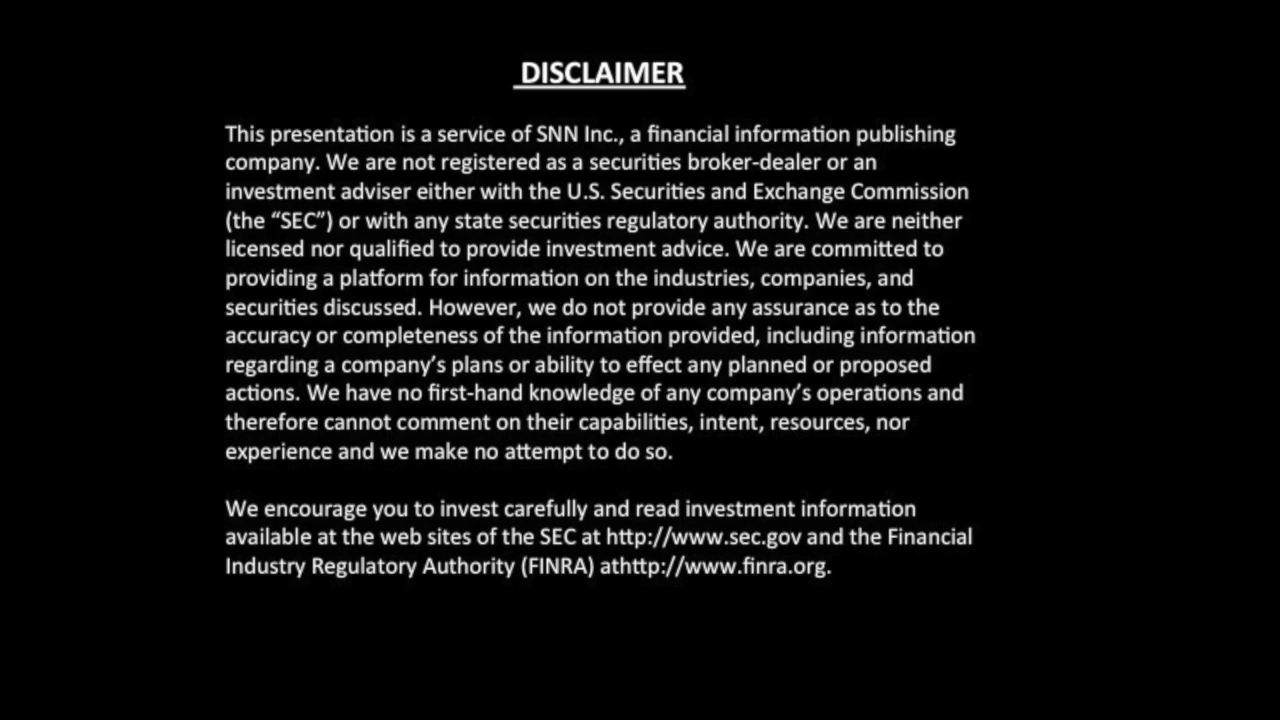 DISCLAIMER
This presentation is a service of SNN Inc., a financial information publishing
company. We are not registered as a securities broker-dealer or an
investment adviser either with the U.S. Securities and Exchange Commission
(the “SEC”) or with any state securities regulatory authority. We are neither
licensed nor qualified to provide investment advice. We are committed to
providing a platform for information on the industries, companies, and
securities discussed. However, we do not provide any assurance as to the
accuracy or completeness of the information provided, including information
regarding a company’s plans or ability to effect any planned or proposed
actions. We have no first-hand knowledge of any company’s operations and
therefore cannot comment on their capabilities, intent, resources, nor
experience and we make no attempt to do so.
We encourage you to invest carefully and read investment information
available at the web sites of the SEC at http://www.sec.gov and the Financial
Industry Regulatory Authority (FINRA) athttp://www.finra.org.